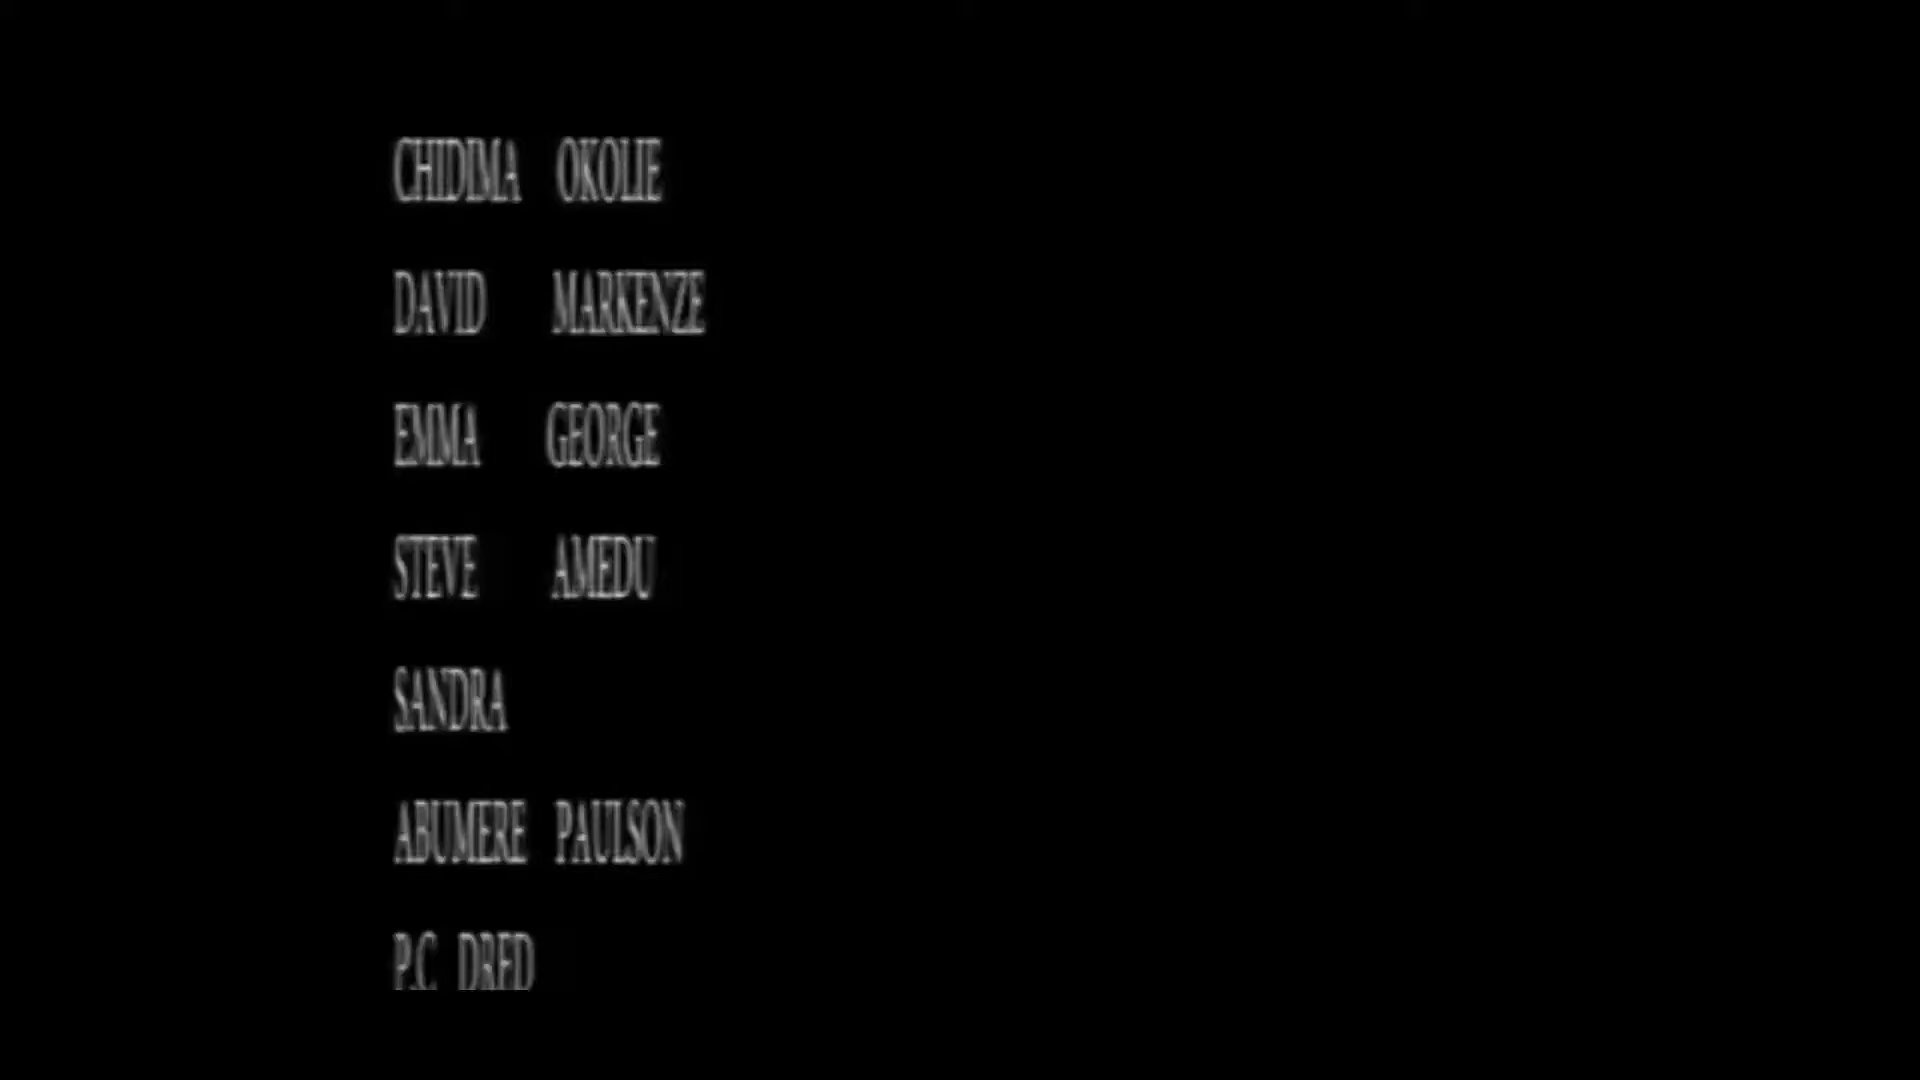 CHIDIMA OKOLIE
DAVID MARKENZE
EMMA GEORGE
STEVE AMEDU
SANDRA
ABUMERE PAULSON
P.C DRED